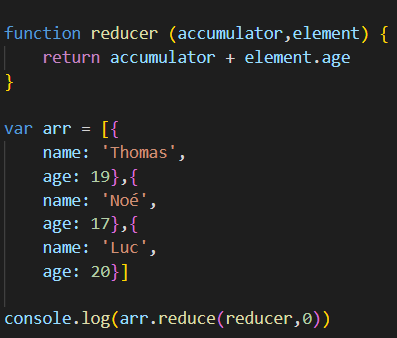 function reducer (accumulator,element) {
    return accumulator + element.age
}
var arr = [{
    name: 'Thomas',
    age: 19},{
    name: 'Noé',
    age: 17},{
    name: 'Luc',
    age: 20}]
console.log(arr.reduce(reducer,0))